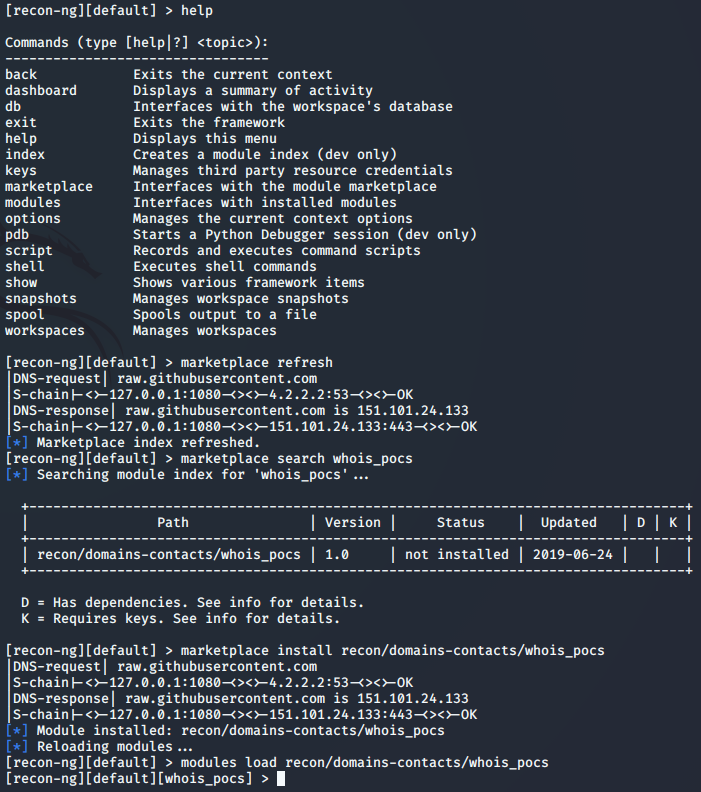 [recon-ng][default] > help
Commands (type [help|?] <topic>):
---------------------------------
back            Exits the current context
dashboard       Displays a summary of activity
db              Interfaces with the workspace's database
exit            Exits the framework
help            Displays this menu
index           Creates a module index (dev only)
keys            Manages third party resource credentials
marketplace     Interfaces with the module marketplace
modules         Interfaces with installed modules
options         Manages the current context options
pdb             Starts a Python Debugger session (dev only)
script          Records and executes command scripts
shell           Executes shell commands
show            Shows various framework items
snapshots       Manages workspace snapshots
spool           Spools output to a file
workspaces      Manages workspaces
[recon-ng][default] > marketplace refresh
|DNS-request| raw.githubusercontent.com
|S-chain|-<>-127.0.0.1:1080-<><>-4.2.2.2:53-<><>-OK
|DNS-response| raw.githubusercontent.com is 151.101.24.133
|S-chain|-<>-127.0.0.1:1080-<><>-151.101.24.133:443-<><>-OK
[*] Marketplace index refreshed.
[recon-ng][default] > marketplace search whois_pocs
[*] Searching module index for 'whois_pocs'...
+-----------------------------------------------------------------------------------+
| Path | Version | Status | Updated | D | K |
+-----------------------------------------------------------------------------------+
| recon/domains-contacts/whois_pocs | 1.0 | not installed | 2019-06-24 | | |
+-----------------------------------------------------------------------------------+
D = Has dependencies. See info for details.
K = Requires keys. See info for details.
[recon-ng][default] > marketplace install recon/domains-contacts/whois_pocs
|DNS-request| raw.githubusercontent.com
|S-chain|-<>-127.0.0.1:1080-<><>-4.2.2.2:53-<><>-OK
|DNS-response| raw.githubusercontent.com is 151.101.24.133
|S-chain|-<>-127.0.0.1:1080-<><>-151.101.24.133:443-<><>-OK
[*] Module installed: recon/domains-contacts/whois_pocs
[*] Reloading modules...
[recon-ng][default] > modules load recon/domains-contacts/whois_pocs
[recon-ng][default][whois_pocs] >